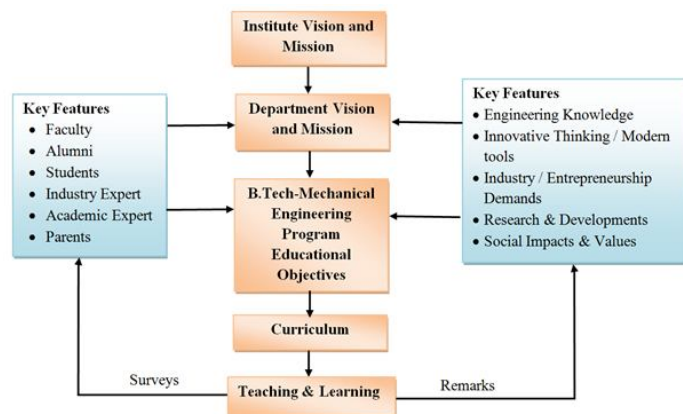 Institute Vision and
Mission
Key Features
• Faculty
• Alumni
• Students
• Industry Expert
• Academic Expert
• Parents
Department Vision
and Mission
B.Tech-Mechanical
Engineering
Program
Educational
Objectives
Key Features
• Engineering Knowledge
• Innovative Thinking / Modern
tools
• Industry / Entrepreneurship
Demands
• Research & Developments
• Social Impacts & Values
Curriculum
Surveys
Teaching & Learning
Remarks